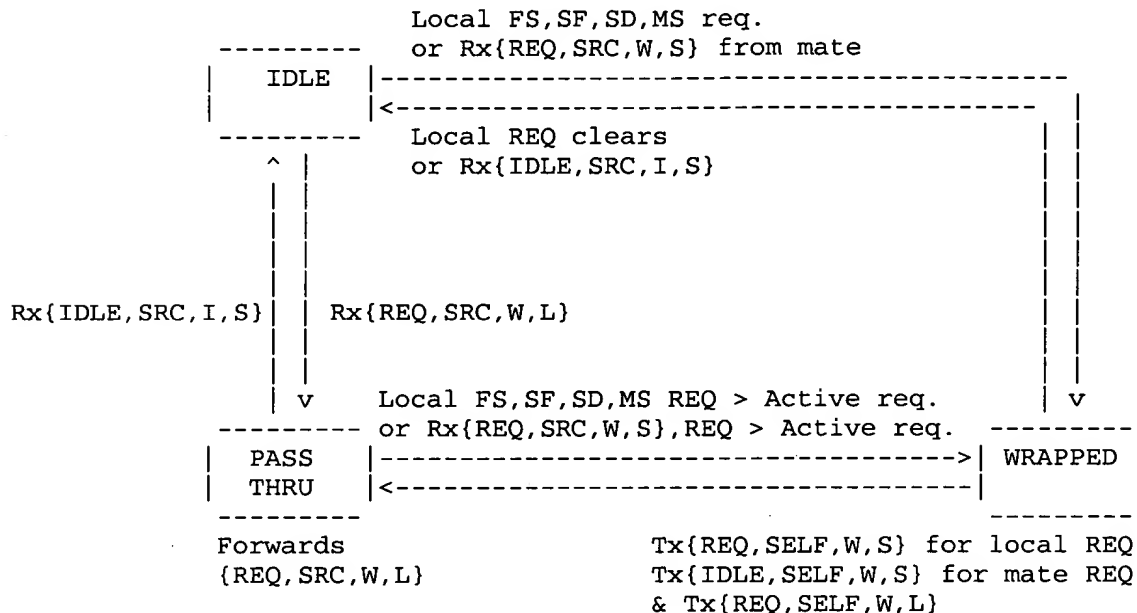 Local FS,SF,SD,MS req.
or Rx{REQ,SRC,W,S} from mate
IDLE
Local REQ clears
or Rx{IDLE,SRC,I,S}
Rx{IDLE,SRC,I,S} Rx{REQ,SRC,W,L}
Local FS,SF,SD,MS REQ > Active req.
or Rx{REQ,SRC,W,S},REQ > Active req.
PASS WRAPPED
THRU
Forwards Tx{REQ,SELF,W,S} for local REQ
{REQ,SRC,W,L} Tx{IDLE,SELF,W,S} for mate REQ
& Tx{REQ,SELF,W,L}